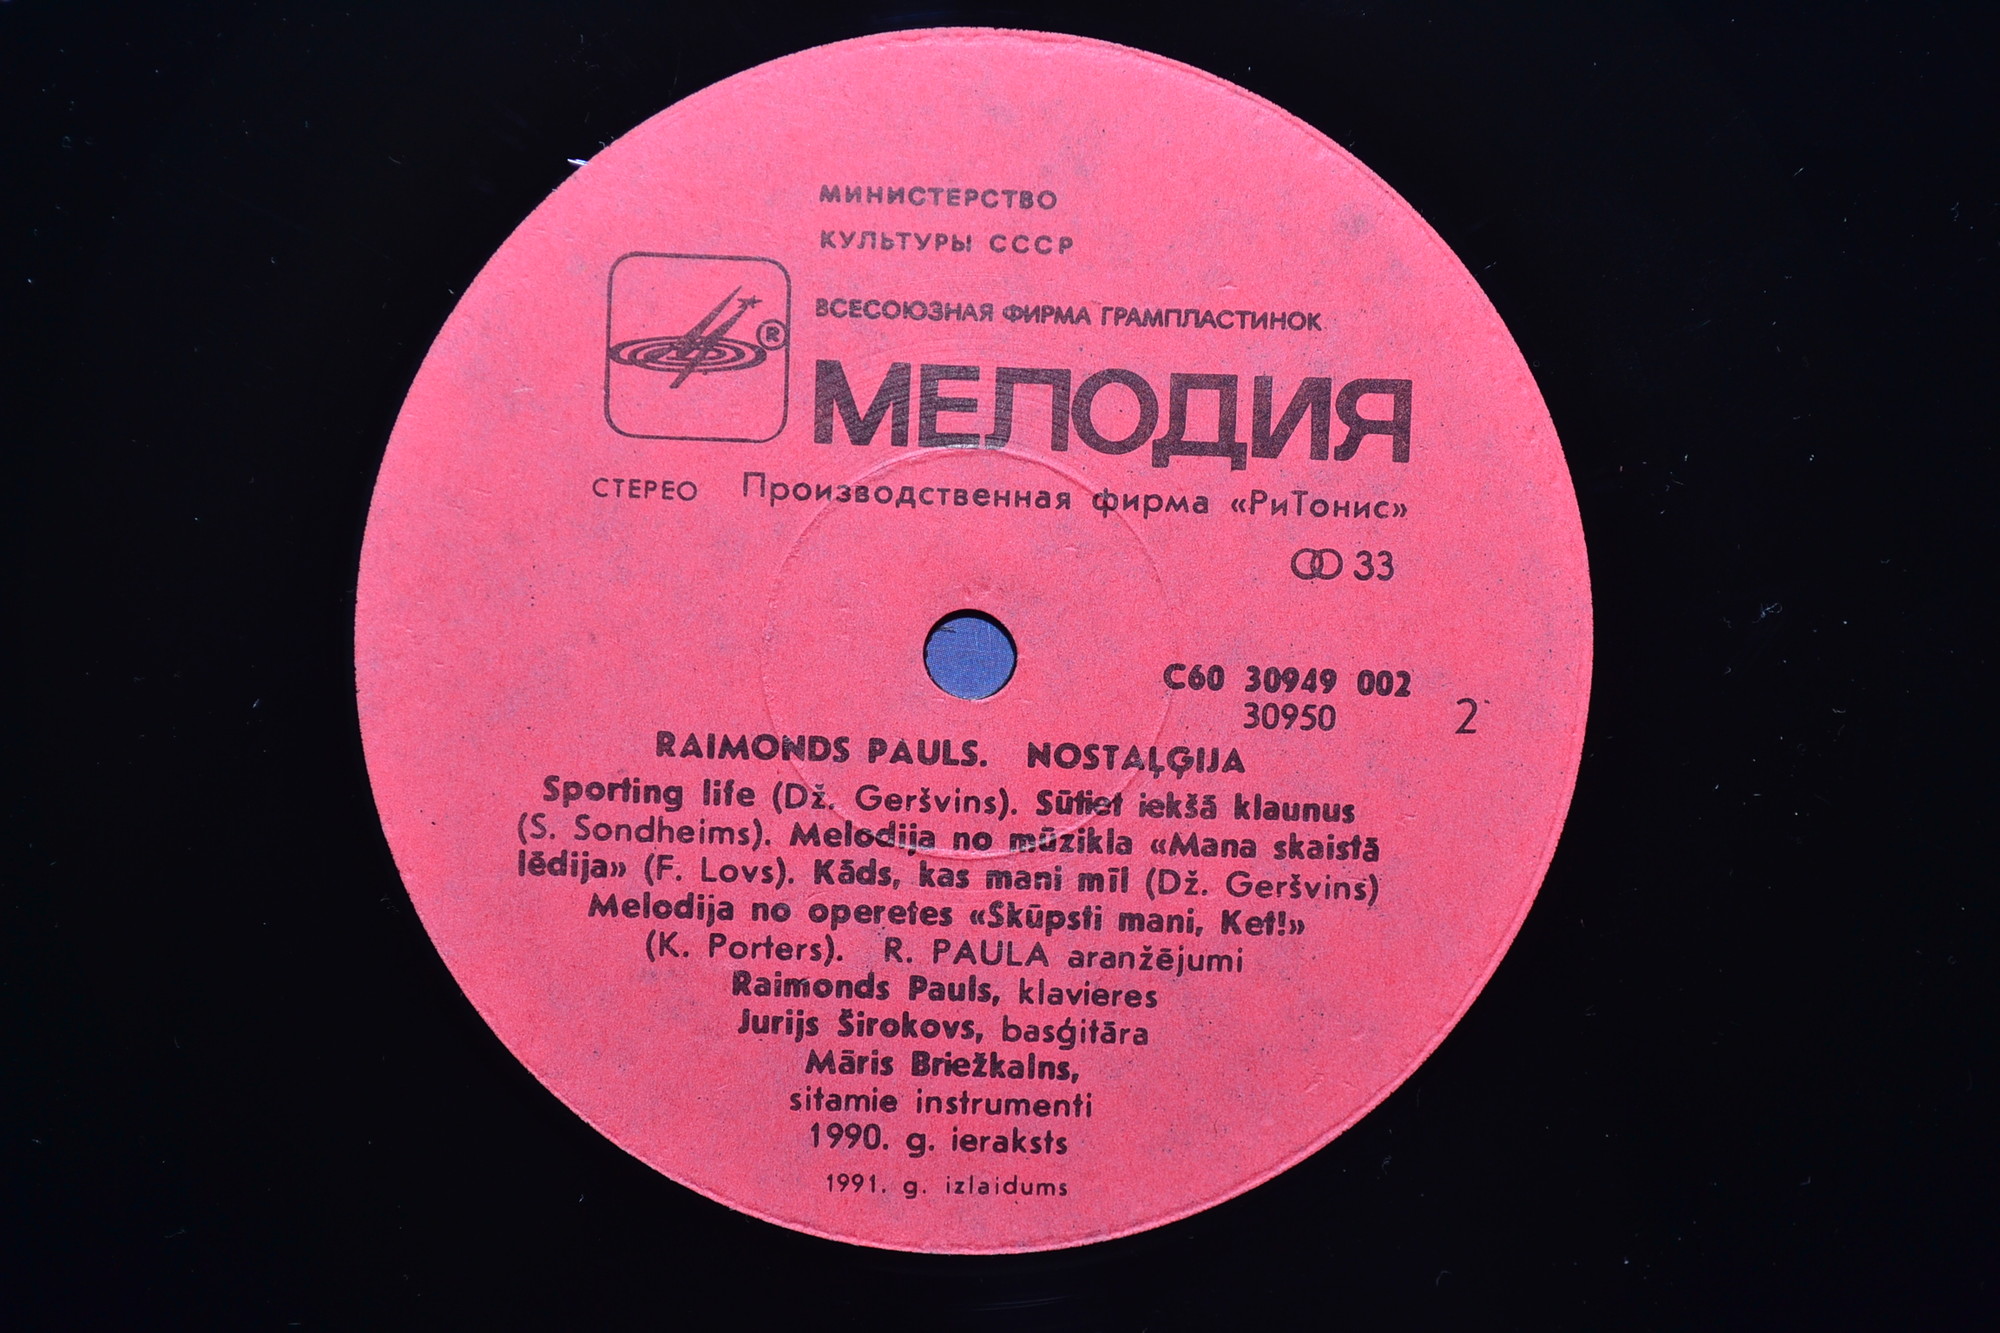 МИНИСТЕРСТВО
КУЛЬТУРЫ СССР
ВСЕСОЮЗНАЯ ФИРМА ГРАМПЛАСТИНОК
®
МЕЛОДИЯ
СТЕРЕО Производственная фирма «РиТонис»
33
С60 30949 002
30950
2
RAIMONDS PAULS. NOSTAĻĢIJA
Sporting life (Dž. Geršvins). Sūtiet iekšā klaunus
(S. Sondheims). Melodija no mūzikla «Mana skaistā
lēdija» (F. Lovs). Kāds, kas mani mīl (Dž. Geršvins)
Melodija no operetes «Skūpsti mani, Ket!»
(K. Porters). R. PAULA aranžējumi
Raimonds Pauls, klavieres
Jurijs Širokovs, basģitāra
Māris Briežkalns,
sitamie instrumenti
1990. g. ieraksts
1991. g. izlaidums